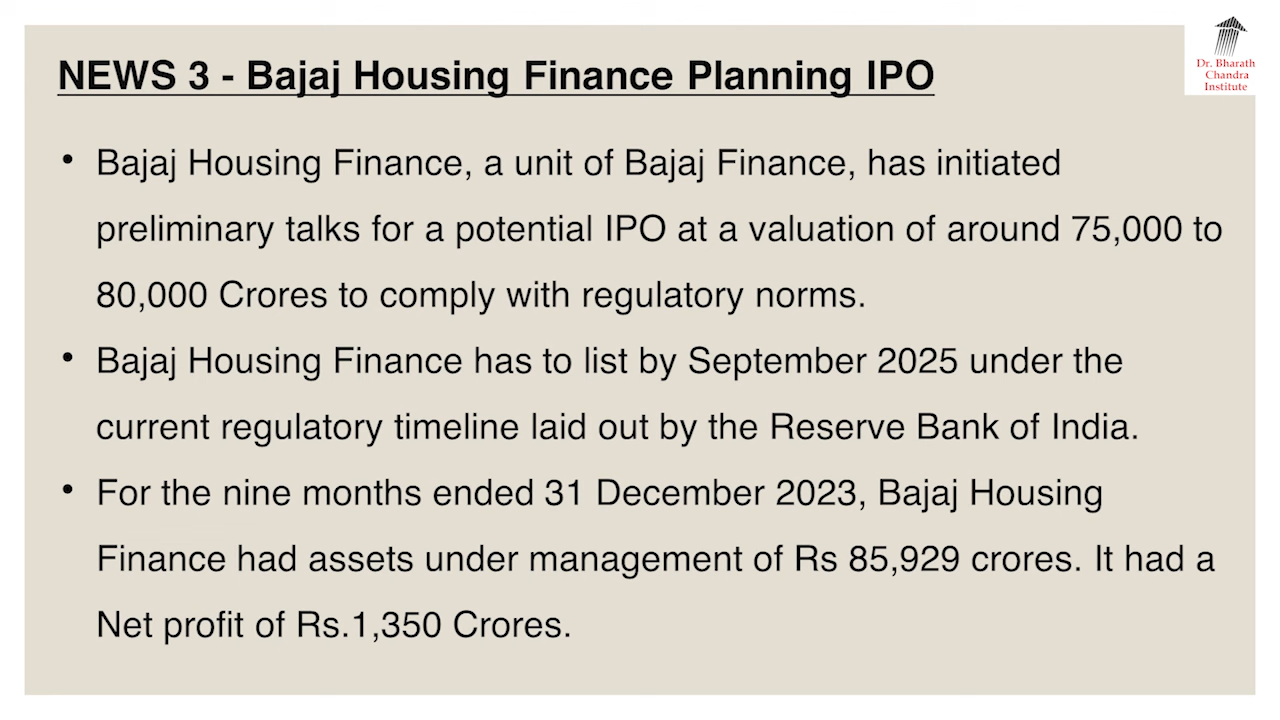 NEWS 3 - Bajaj Housing Finance Planning IPO
Dr. Bharath
Chandra
Institute
• Bajaj Housing Finance, a unit of Bajaj Finance, has initiated
preliminary talks for a potential IPO at a valuation of around 75,000 to
80,000 Crores to comply with regulatory norms.
• Bajaj Housing Finance has to list by September 2025 under the
current regulatory timeline laid out by the Reserve Bank of India.
• For the nine months ended 31 December 2023, Bajaj Housing
Finance had assets under management of Rs 85,929 crores. It had a
Net profit of Rs.1,350 Crores.